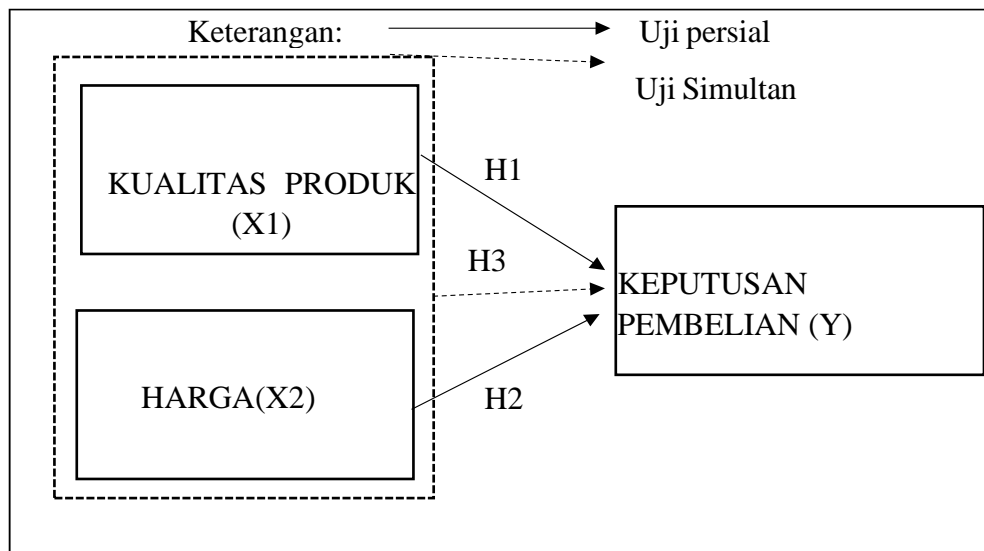 Keterangan:
Uji persial
Uji Simultan
KUALITAS PRODUK
(X1)
H1
H3
KEPUTUSAN
PEMBELIAN (Y)
HARGA(X2)
H2